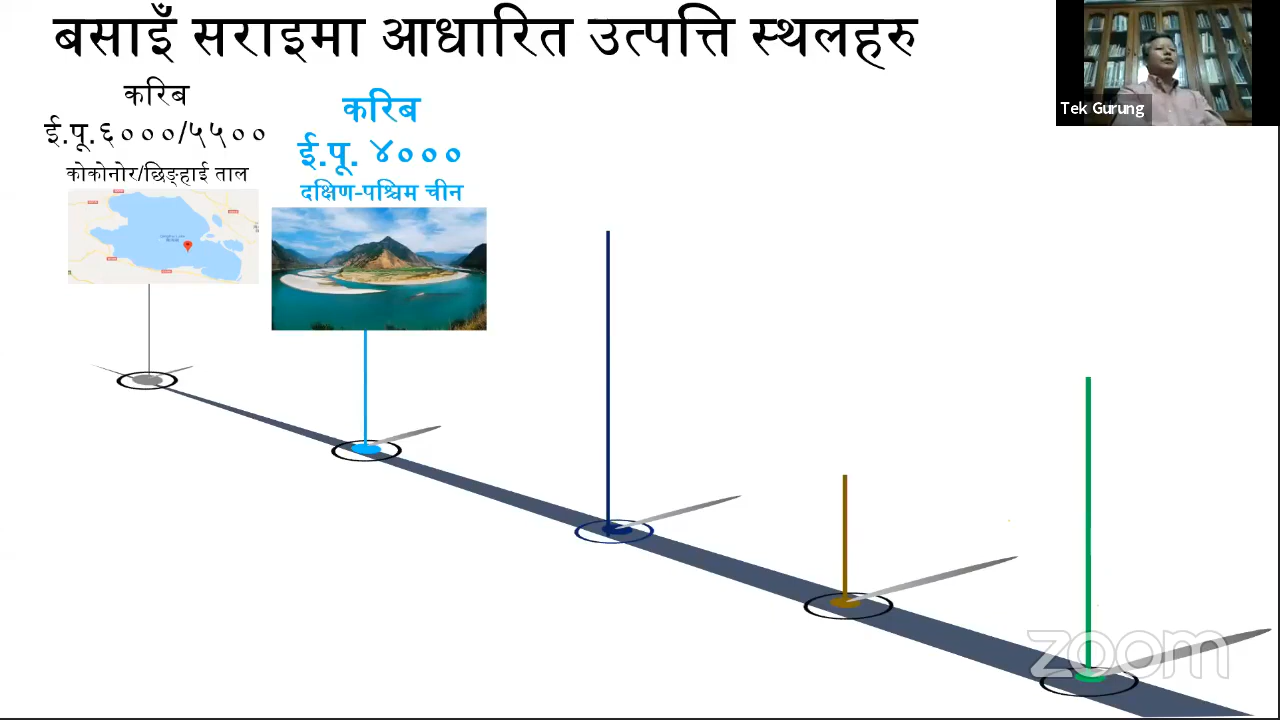 बसाइँ सराइमा आधारित उत्पत्ति स्थलहरु
करिब
ई.पू.६०००/५५००
कोकोनोर/छिङ्हाई ताल
करिब
ई.पू. ४०००
दक्षिण-पश्चिम चीन
Tek Gurung
zoom